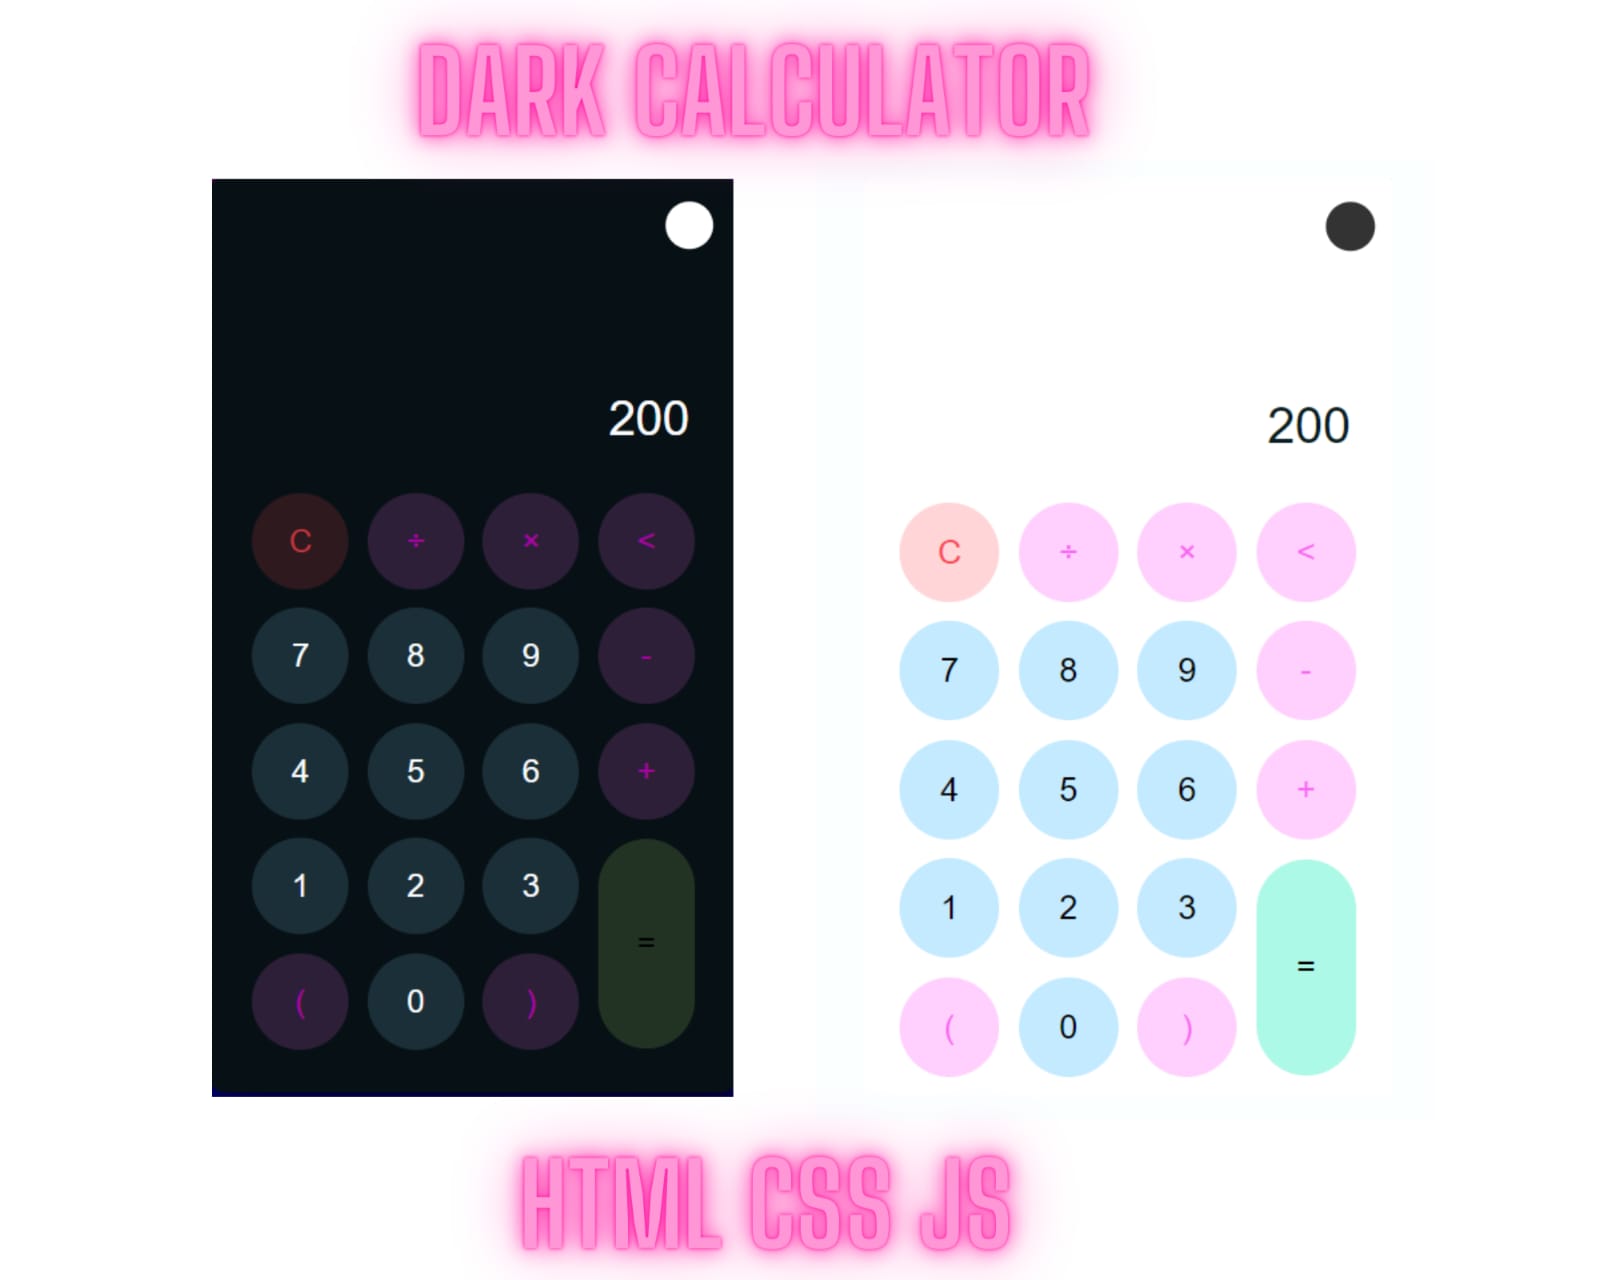 DARK CALCULATOR
200
C ÷ × <
7 8 9 -
4 5 6 +
1 2 3
=
( 0 )
200
C ÷ × <
7 8 9 -
4 5 6 +
1 2 3
=
( 0 )
HTML CSS JS